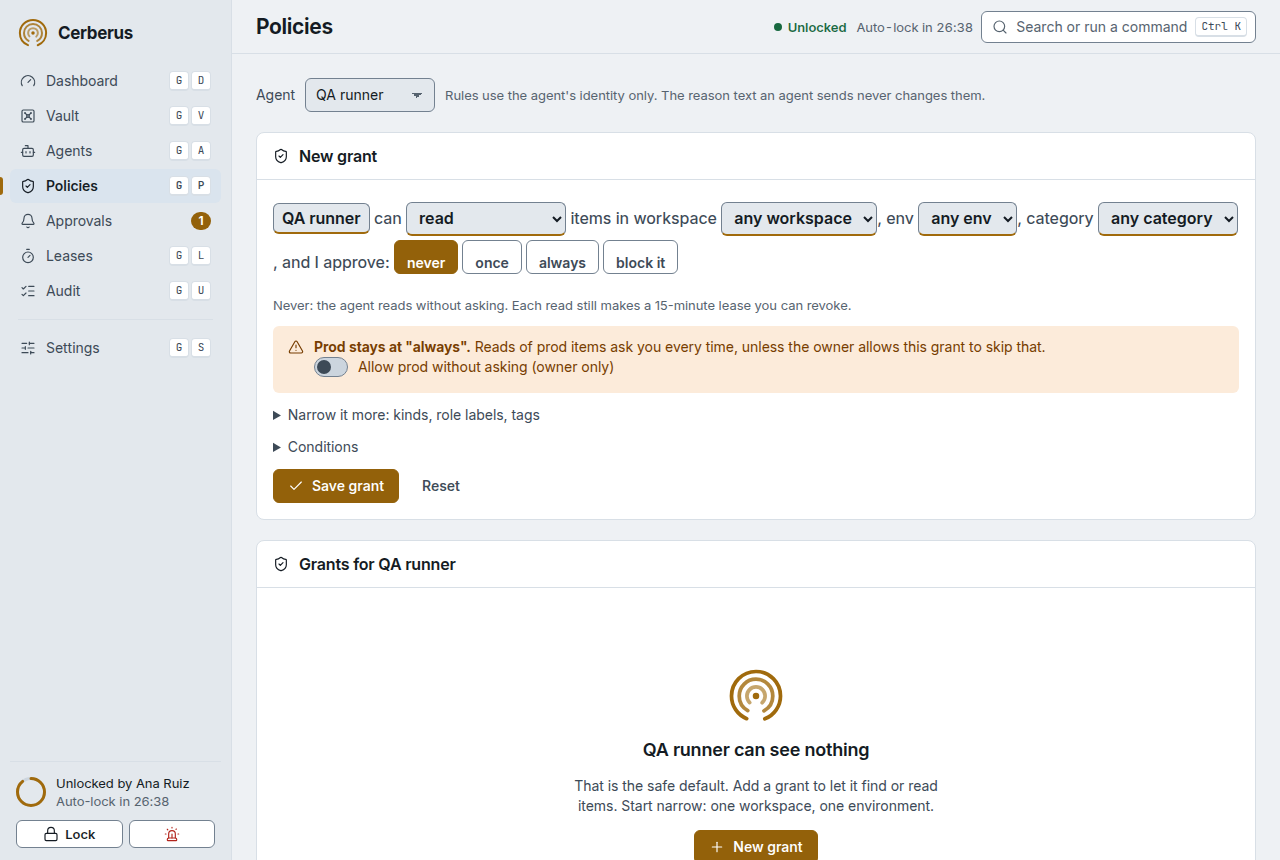 Cerberus
Dashboard G D
Vault G V
Agents G A
Policies G P
Approvals 1
Leases G L
Audit G U
Settings G S
Unlocked by Ana Ruiz
Auto-lock in 26:38
Lock
Policies
Unlocked Auto-lock in 26:38 Search or run a command Ctrl K
Agent QA runner Rules use the agent's identity only. The reason text an agent sends never changes them.
New grant
QA runner can read items in workspace any workspace , env any env , category any category
, and I approve: never once always block it
Never: the agent reads without asking. Each read still makes a 15-minute lease you can revoke.
Prod stays at "always". Reads of prod items ask you every time, unless the owner allows this grant to skip that.
Allow prod without asking (owner only)
Narrow it more: kinds, role labels, tags
Conditions
Save grant Reset
Grants for QA runner
QA runner can see nothing
That is the safe default. Add a grant to let it find or read
items. Start narrow: one workspace, one environment.
New grant